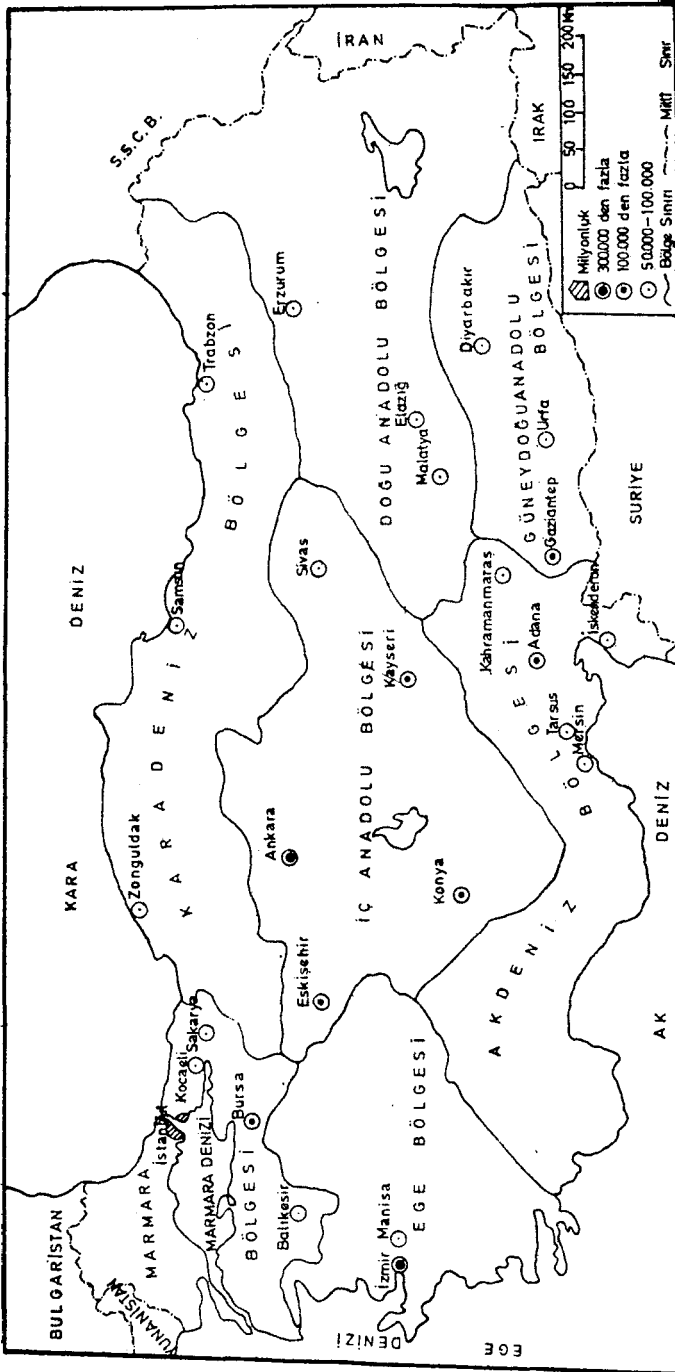 BULGARİSTAN
YUNANİSTAN
KARA
DENİZ
S.S.C.B.
İRAN
IRAK
SURİYE
AK
DENİZ
EGE
DENİZİ
MARMARA
BÖLGESİ
MARMARA DENİZİ
İstanbul
Kocaeli
Sakarya
Bursa
Balıkesir
KARADENİZ
BÖLGESİ
Zonguldak
Samsun
Trabzon
EGE BÖLGESİ
İzmir
Manisa
İÇ ANADOLU BÖLGESİ
Eskişehir
Ankara
Konya
Kayseri
Sivas
DOĞU ANADOLU BÖLGESİ
Erzurum
Elazığ
Malatya
GÜNEYDOĞUANADOLU
BÖLGESİ
Diyarbakır
Urfa
Gaziantep
AKDENİZ
BÖLGESİ
Kahramanmaraş
Adana
Tarsus
Mersin
İskenderon
0 50 100 150 200 Km
Milyonluk
300.000 den fazla
100.000 den fazla
50.000-100.000
Bölge Sınırı
Millî Sınır